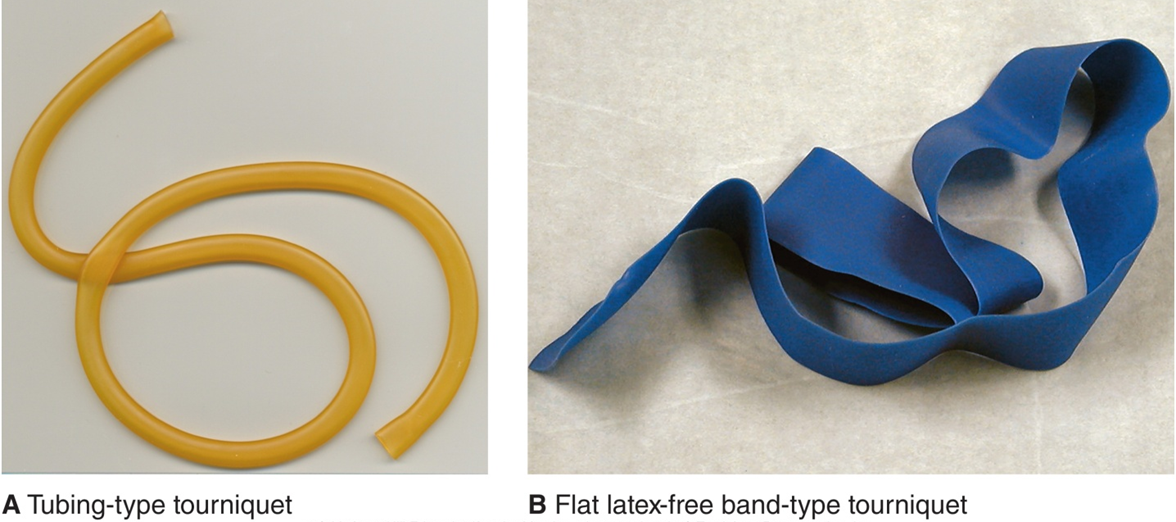 A Tubing-type tourniquet
B Flat latex-free band-type tourniquet